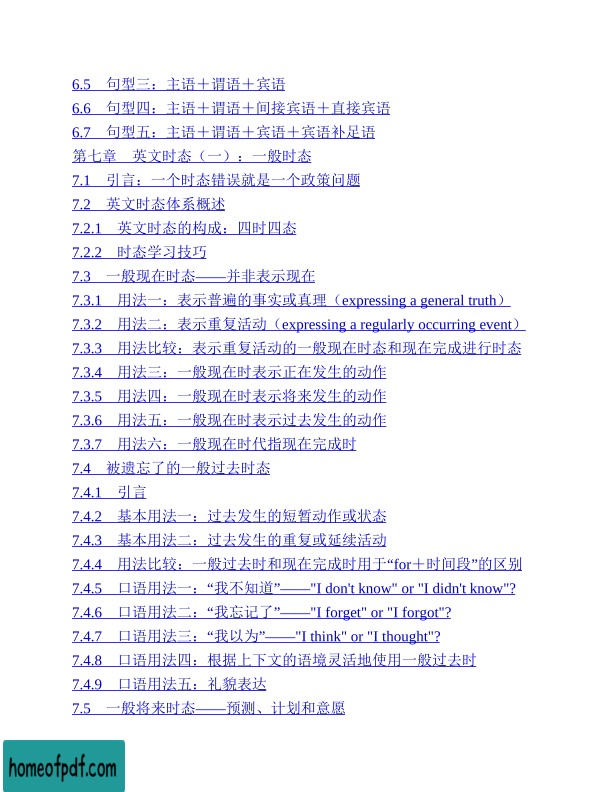 6.5 句型三：主语＋谓语＋宾语
6.6 句型四：主语＋谓语＋间接宾语＋直接宾语
6.7 句型五：主语＋谓语＋宾语＋宾语补足语
第七章 英文时态（一）：一般时态
7.1 引言：一个时态错误就是一个政策问题
7.2 英文时态体系概述
7.2.1 英文时态的构成：四时四态
7.2.2 时态学习技巧
7.3 一般现在时态——并非表示现在
7.3.1 用法一：表示普遍的事实或真理（expressing a general truth）
7.3.2 用法二：表示重复活动（expressing a regularly occurring event）
7.3.3 用法比较：表示重复活动的一般现在时态和现在完成进行时态
7.3.4 用法三：一般现在时表示正在发生的动作
7.3.5 用法四：一般现在时表示将来发生的动作
7.3.6 用法五：一般现在时表示过去发生的动作
7.3.7 用法六：一般现在时代指现在完成时
7.4 被遗忘了的一般过去时态
7.4.1 引言
7.4.2 基本用法一：过去发生的短暂动作或状态
7.4.3 基本用法二：过去发生的重复或延续活动
7.4.4 用法比较：一般过去时和现在完成时用于“for＋时间段”的区别
7.4.5 口语用法一：“我不知道”——"I don't know" or "I didn't know"?
7.4.6 口语用法二：“我忘记了”——"I forget" or "I forgot"?
7.4.7 口语用法三：“我以为”——"I think" or "I thought"?
7.4.8 口语用法四：根据上下文的语境灵活地使用一般过去时
7.4.9 口语用法五：礼貌表达
7.5 一般将来时态——预测、计划和意愿
homeofpdf.com